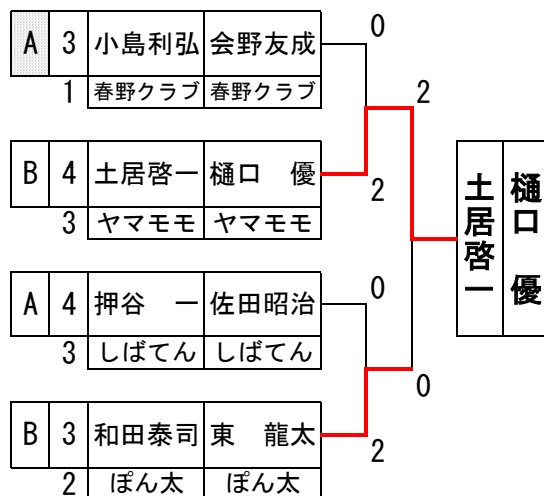 A 3 小島利弘 会野友成
1 春野クラブ 春野クラブ
0
2
B 4 土居啓一 樋口　優
3 ヤマモモ ヤマモモ
2
土居啓一
樋口　優
A 4 押谷　一 佐田昭治
3 しばてん しばてん
0
0
B 3 和田泰司 東　龍太
2 ぽん太 ぽん太
2